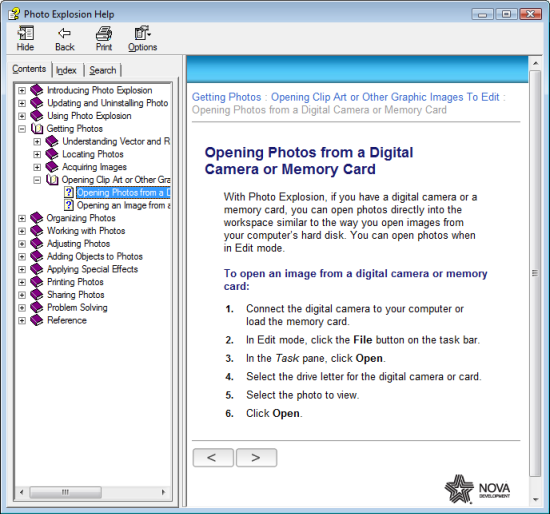 Photo Explosion Help
Hide
Back
Print
Options
Contents
Index
Search
Introducing Photo Explosion
Updating and Uninstalling Photo
Using Photo Explosion
Getting Photos
Understanding Vector and R
Locating Photos
Acquiring Images
Opening Clip Art or Other Gra
Opening Photos from a D
Opening an Image from a
Organizing Photos
Working with Photos
Adjusting Photos
Adding Objects to Photos
Applying Special Effects
Printing Photos
Sharing Photos
Problem Solving
Reference
Getting Photos : Opening Clip Art or Other Graphic Images To Edit :
Opening Photos from a Digital Camera or Memory Card
Opening Photos from a Digital
Camera or Memory Card
With Photo Explosion, if you have a digital camera or a
memory card, you can open photos directly into the
workspace similar to the way you open images from
your computer's hard disk. You can open photos when
in Edit mode.
To open an image from a digital camera or memory
card:
1. Connect the digital camera to your computer or
load the memory card.
2. In Edit mode, click the File button on the task bar.
3. In the Task pane, click Open.
4. Select the drive letter for the digital camera or card.
5. Select the photo to view.
6. Click Open.
< >
NOVA
DEVELOPMENT